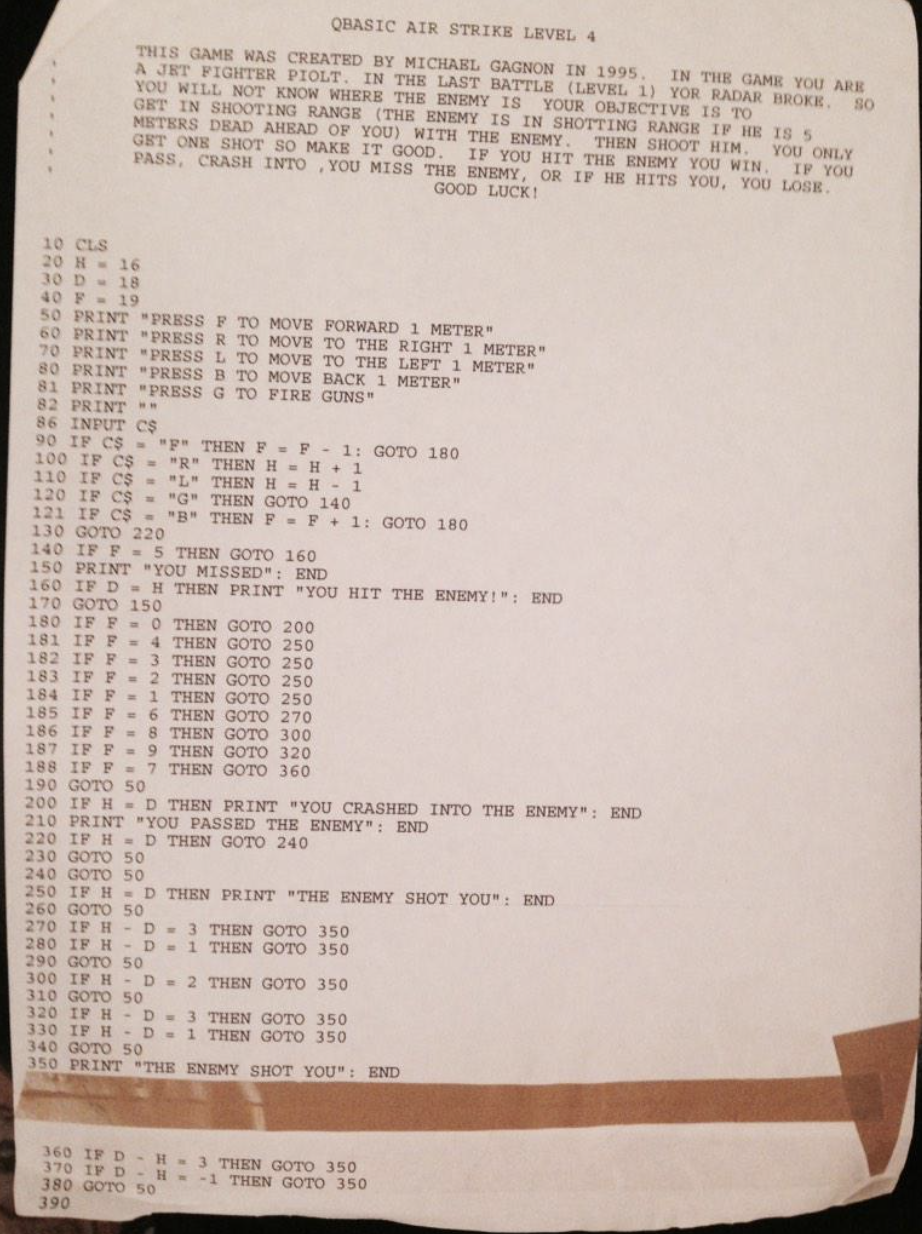 QBASIC AIR STRIKE LEVEL 4
THIS GAME WAS CREATED BY MICHAEL GAGNON IN 1995.  IN THE GAME YOU ARE
A JET FIGHTER PIOLT. IN THE LAST BATTLE (LEVEL 1) YOR RADAR BROKE.  SO
YOU WILL NOT KNOW WHERE THE ENEMY IS  YOUR OBJECTIVE IS TO
GET IN SHOOTING RANGE (THE ENEMY IS IN SHOTTING RANGE IF HE IS 5
METERS DEAD AHEAD OF YOU) WITH THE ENEMY.  THEN SHOOT HIM.  YOU ONLY
GET ONE SHOT SO MAKE IT GOOD.  IF YOU HIT THE ENEMY YOU WIN.  IF YOU
PASS, CRASH INTO ,YOU MISS THE ENEMY, OR IF HE HITS YOU, YOU LOSE.
GOOD LUCK!
10 CLS
20 H = 16
30 D = 18
40 F = 19
50 PRINT "PRESS F TO MOVE FORWARD 1 METER"
60 PRINT "PRESS R TO MOVE TO THE RIGHT 1 METER"
70 PRINT "PRESS L TO MOVE TO THE LEFT 1 METER"
80 PRINT "PRESS B TO MOVE BACK 1 METER"
81 PRINT "PRESS G TO FIRE GUNS"
82 PRINT ""
86 INPUT C$
90 IF C$ = "F" THEN F = F - 1: GOTO 180
100 IF C$ = "R" THEN H = H + 1
110 IF C$ = "L" THEN H = H - 1
120 IF C$ = "G" THEN GOTO 140
121 IF C$ = "B" THEN F = F + 1: GOTO 180
130 GOTO 220
140 IF F = 5 THEN GOTO 160
150 PRINT "YOU MISSED": END
160 IF D = H THEN PRINT "YOU HIT THE ENEMY!": END
170 GOTO 150
180 IF F = 0 THEN GOTO 200
181 IF F = 4 THEN GOTO 250
182 IF F = 3 THEN GOTO 250
183 IF F = 2 THEN GOTO 250
184 IF F = 1 THEN GOTO 250
185 IF F = 6 THEN GOTO 270
186 IF F = 8 THEN GOTO 300
187 IF F = 9 THEN GOTO 320
188 IF F = 7 THEN GOTO 360
190 GOTO 50
200 IF H = D THEN PRINT "YOU CRASHED INTO THE ENEMY": END
210 PRINT "YOU PASSED THE ENEMY": END
220 IF H = D THEN GOTO 240
230 GOTO 50
240 GOTO 50
250 IF H = D THEN PRINT "THE ENEMY SHOT YOU": END
260 GOTO 50
270 IF H - D = 3 THEN GOTO 350
280 IF H - D = 1 THEN GOTO 350
290 GOTO 50
300 IF H - D = 2 THEN GOTO 350
310 GOTO 50
320 IF H - D = 3 THEN GOTO 350
330 IF H - D = 1 THEN GOTO 350
340 GOTO 50
350 PRINT "THE ENEMY SHOT YOU": END
360 IF D - H = 3 THEN GOTO 350
370 IF D - H = -1 THEN GOTO 350
380 GOTO 50
390